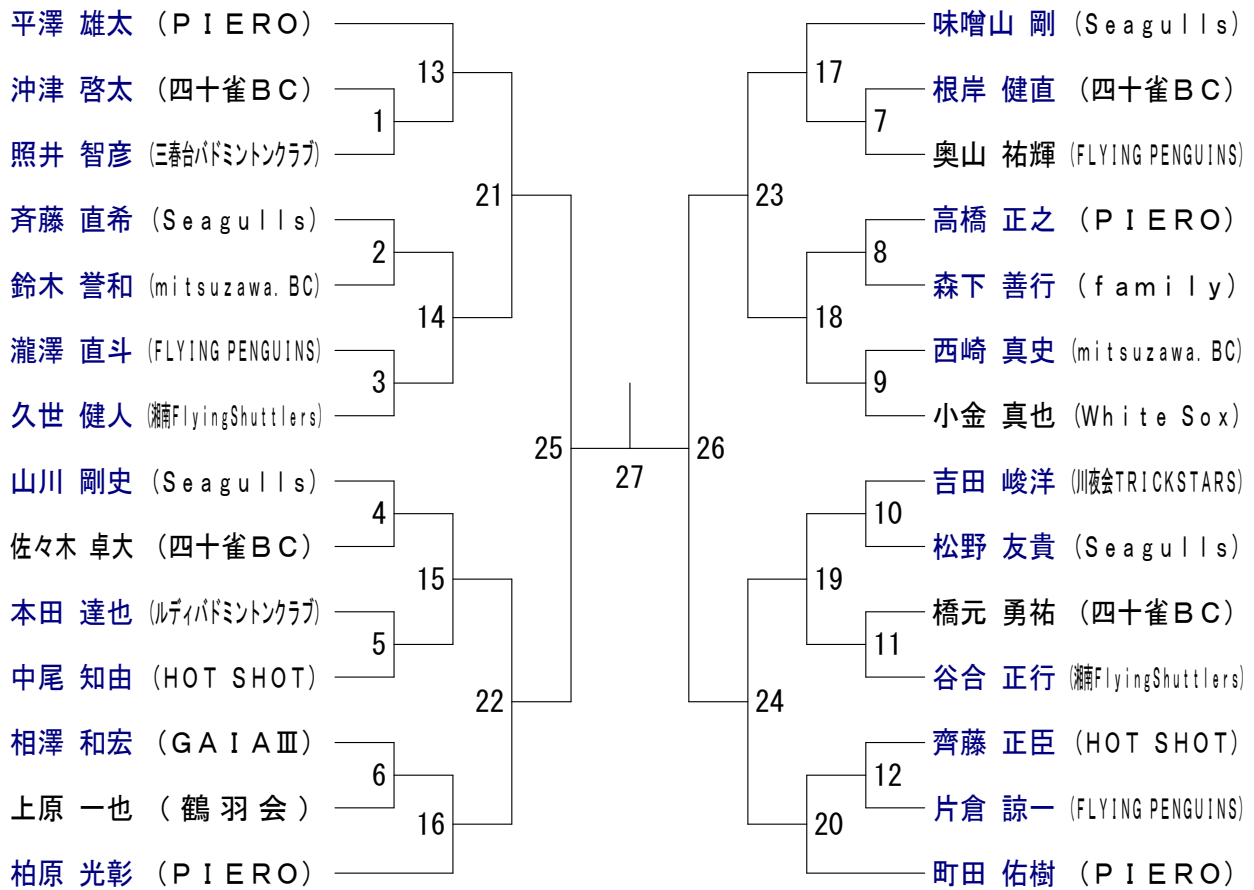 平澤 雄太 (ＰＩＥＲＯ)
沖津 啓太 (四十雀ＢＣ)
照井 智彦 (三春台バドミントンクラブ)
斉藤 直希 (Seagulls)
鈴木 誉和 (mitsuzawa.BC)
瀧澤 直斗 (FLYING PENGUINS)
久世 健人 (湘南FlyingShuttlers)
山川 剛史 (Seagulls)
佐々木 卓大 (四十雀ＢＣ)
本田 達也 (ルディバドミントンクラブ)
中尾 知由 (HOT SHOT)
相澤 和宏 (ＧＡＩＡⅢ)
上原 一也 (鶴羽会)
柏原 光彰 (ＰＩＥＲＯ)
13
1
21
2
14
3
25
4
15
5
22
6
16
27
味噌山 剛 (Seagulls)
根岸 健直 (四十雀ＢＣ)
奥山 祐輝 (FLYING PENGUINS)
高橋 正之 (ＰＩＥＲＯ)
森下 善行 (family)
西崎 真史 (mitsuzawa.BC)
小金 真也 (White Sox)
吉田 峻洋 (川夜会TRICKSTARS)
松野 友貴 (Seagulls)
橋元 勇祐 (四十雀ＢＣ)
谷合 正行 (湘南FlyingShuttlers)
齊藤 正臣 (HOT SHOT)
片倉 諒一 (FLYING PENGUINS)
町田 佑樹 (ＰＩＥＲＯ)
17
7
23
8
18
9
26
10
19
11
24
12
20